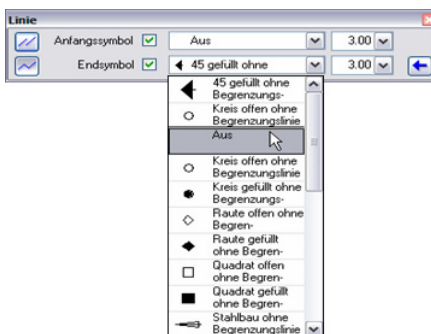 Linie
Anfangssymbol Aus 3.00
Endsymbol 45 gefüllt ohne 3.00
45 gefüllt ohne
Begrenzungs-
Kreis offen ohne
Begrenzungslinie
Aus
Kreis offen ohne
Begrenzungslinie
Kreis gefüllt ohne
Begrenzungs-
Raute offen ohne
Begren-
Raute gefüllt
ohne Begren-
Quadrat offen
ohne Begren-
Quadrat gefüllt
ohne Begren-
Stahlbau ohne
Begrenzungslinie